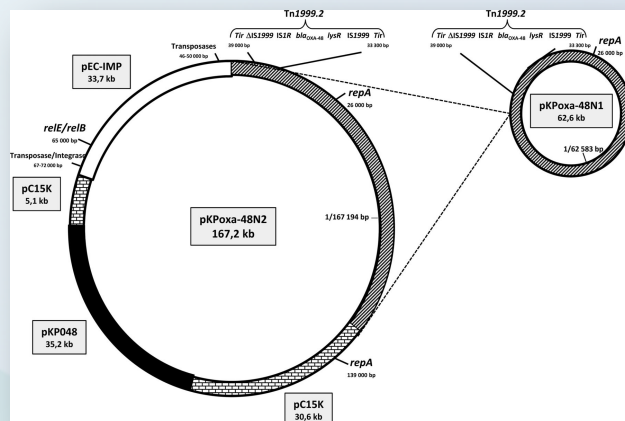 Tn1999.2
Tir ΔIS1999 IS1R blaOXA-48 lysR IS1999 Tir
39 000 bp
33 300 bp
Tn1999.2
Tir ΔIS1999 IS1R blaOXA-48 lysR IS1999 Tir
39 000 bp
33 300 bp
Transposases
46-50 000 bp
pEC-IMP
33,7 kb
repA
26 000 bp
repA
26 000 bp
pKPoxa-48N1
62,6 kb
1/62 583 bp
relE/relB
65 000 bp
Transposase/Integrase
67-72 000 bp
pC15K
5,1 kb
pKPoxa-48N2
167,2 kb
1/167 194 bp
pKP048
35,2 kb
repA
139 000 bp
pC15K
30,6 kb